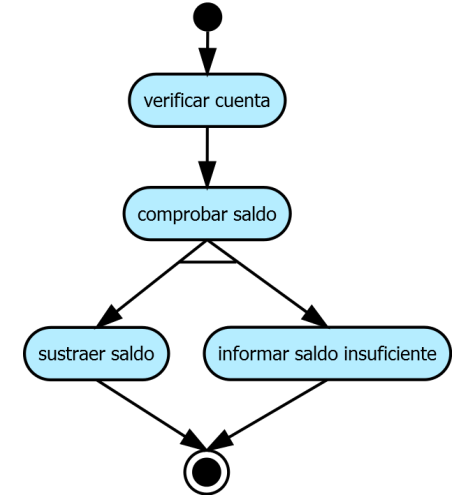 verificar cuenta
comprobar saldo
sustraer saldo
informar saldo insuficiente